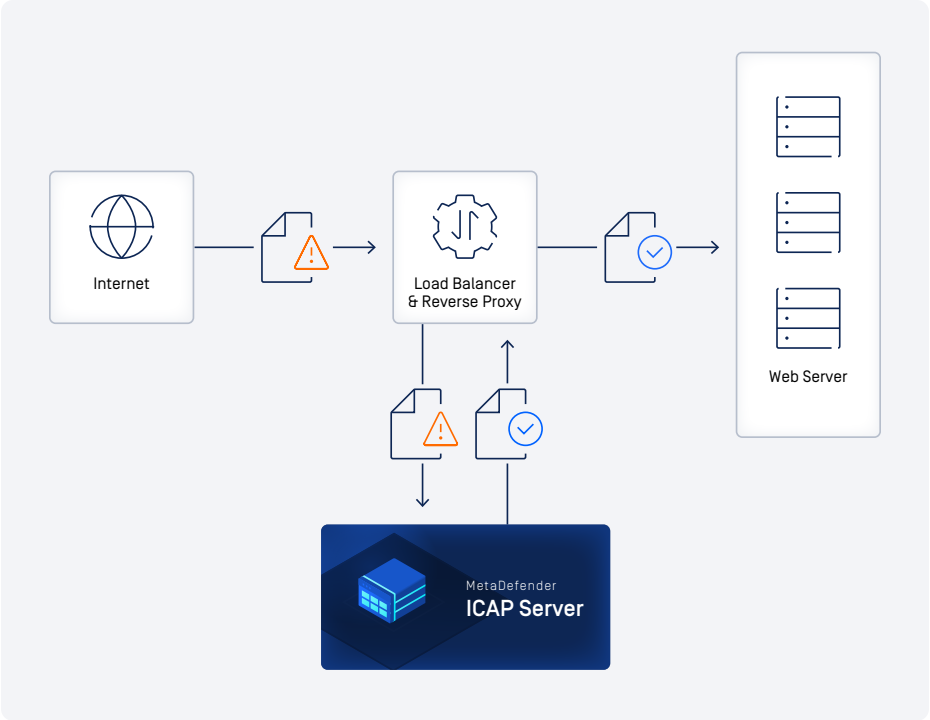 Internet
Load Balancer
& Reverse Proxy
Web Server
MetaDefender
ICAP Server